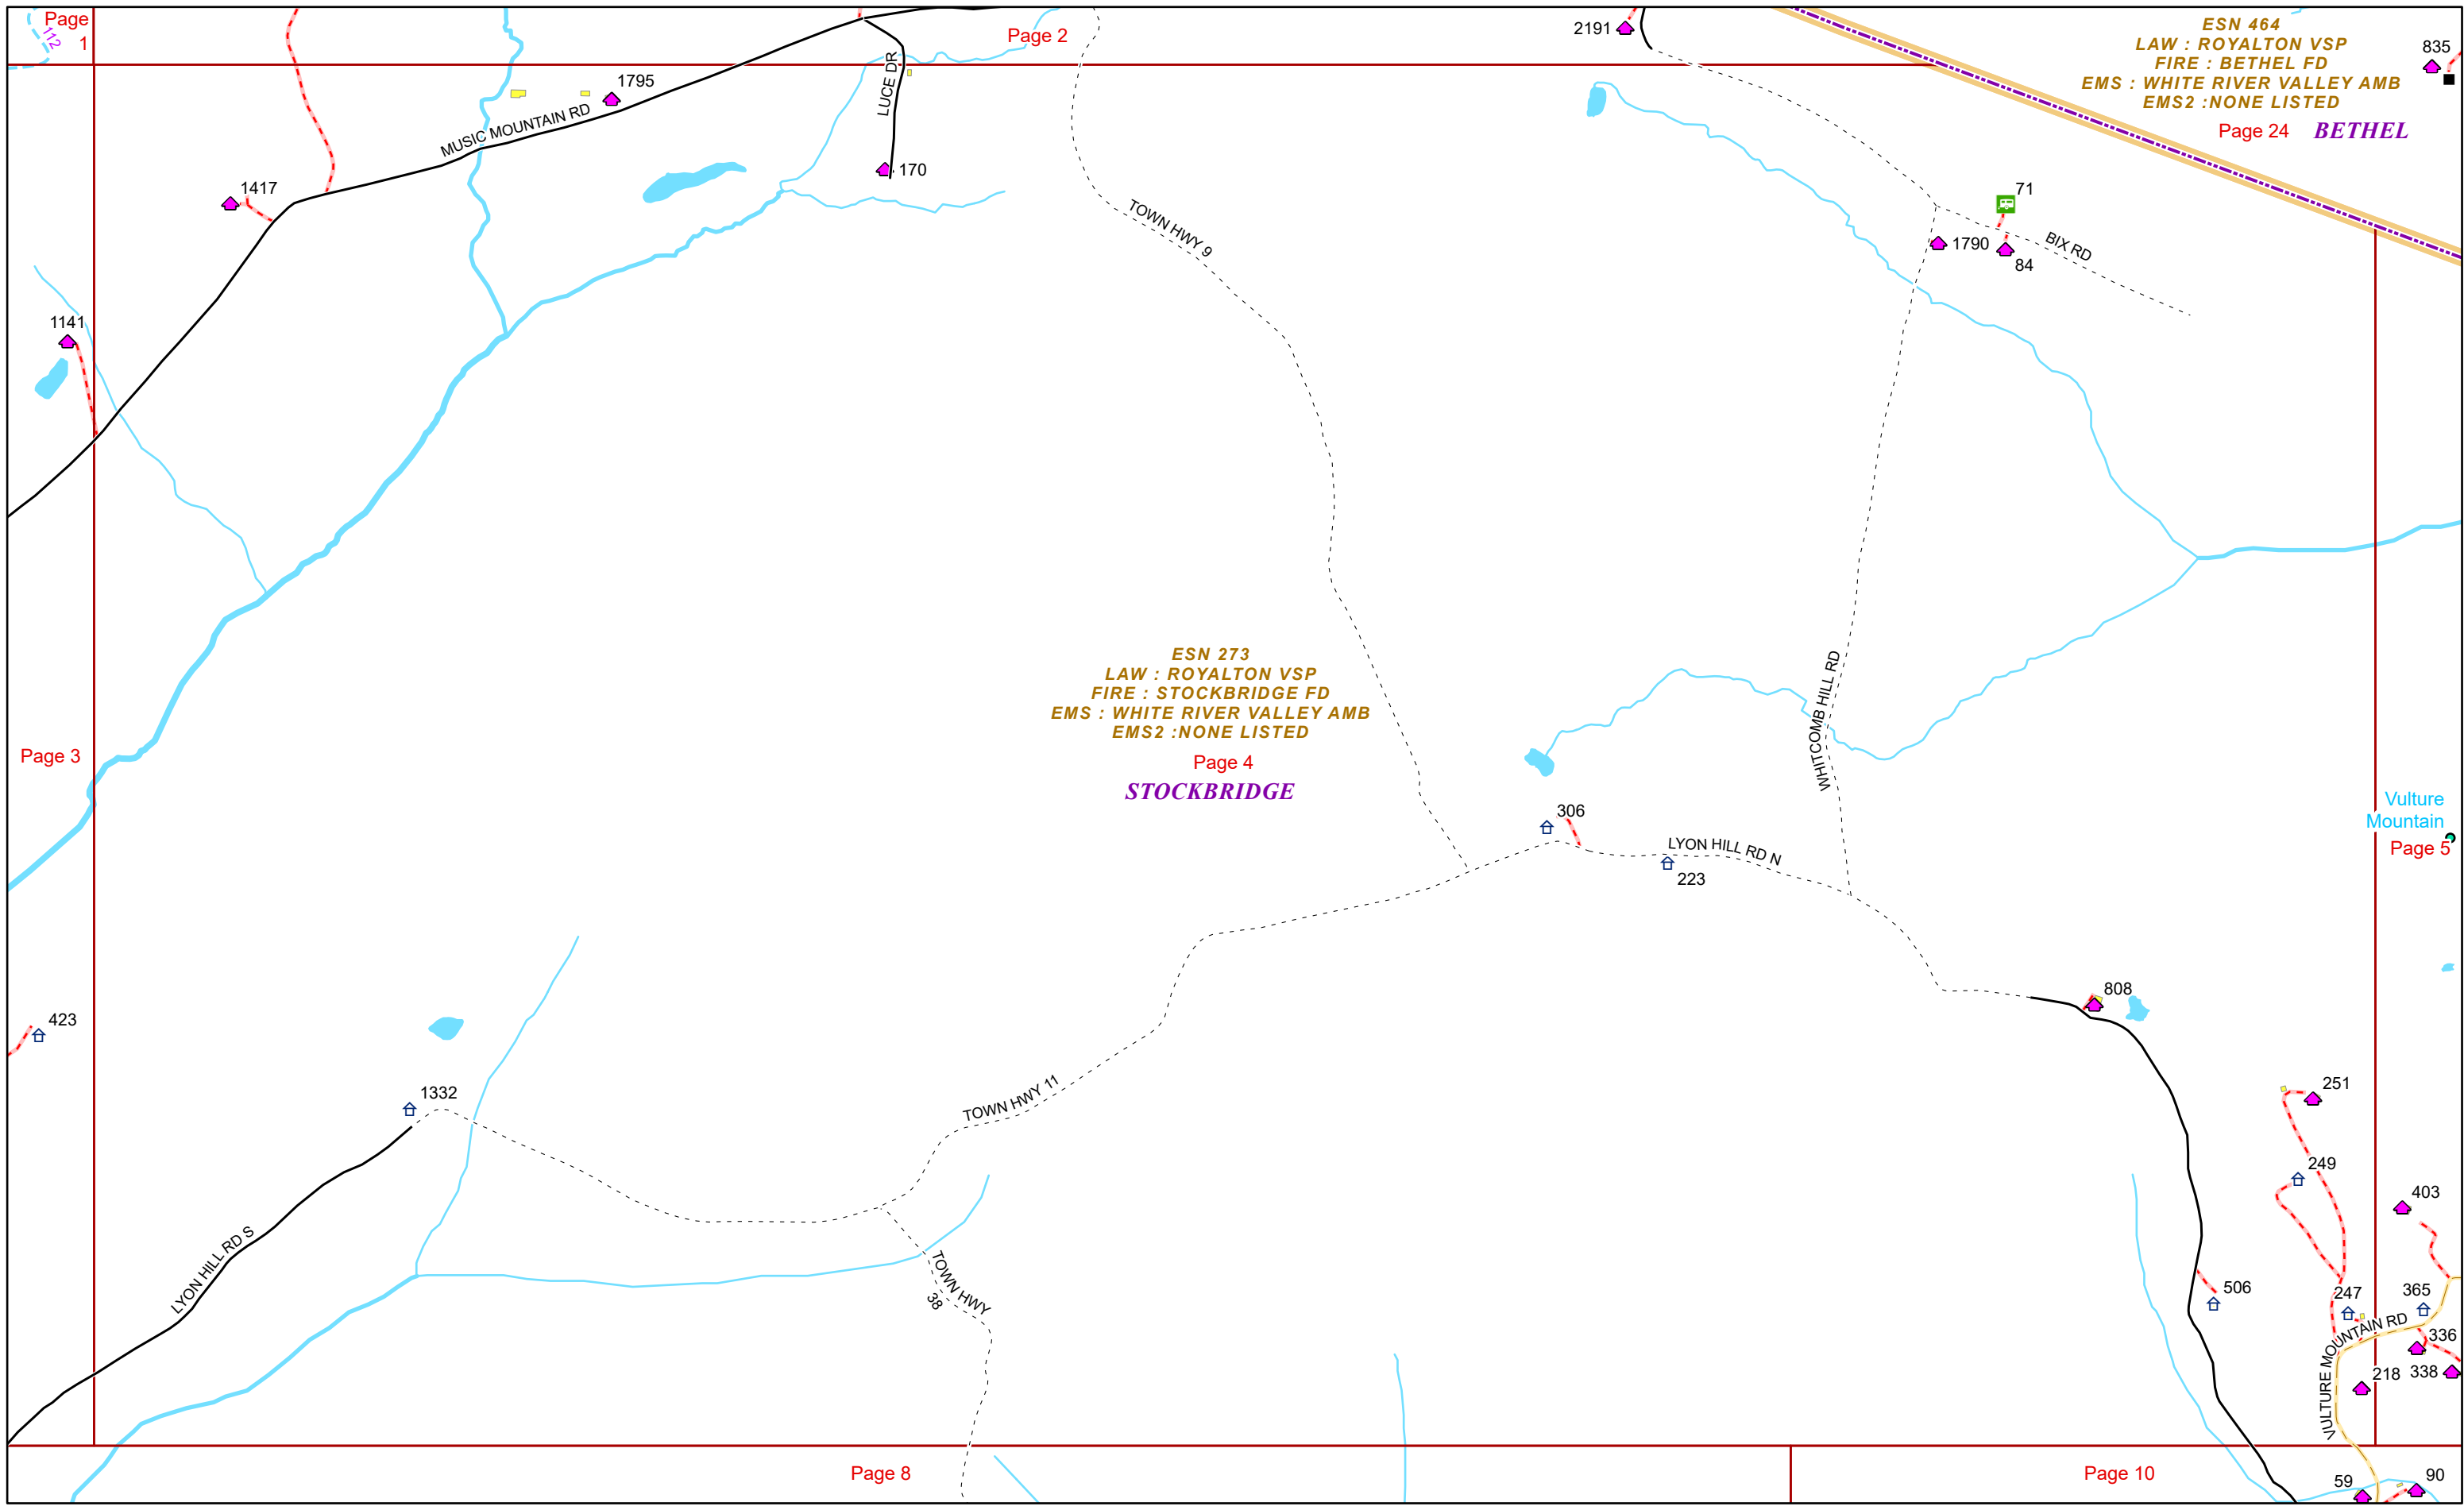 Page
1
112
Page 2
2191
ESN 464
LAW : ROYALTON VSP
FIRE : BETHEL FD
EMS : WHITE RIVER VALLEY AMB
EMS2 :NONE LISTED
Page 24 BETHEL
835
1795
MUSIC MOUNTAIN RD
LUCE DR
170
1417
TOWN HWY 9
71
1790
84
BIX RD
1141
ESN 273
LAW : ROYALTON VSP
FIRE : STOCKBRIDGE FD
EMS : WHITE RIVER VALLEY AMB
EMS2 :NONE LISTED
Page 4
STOCKBRIDGE
WHITCOMB HILL RD
Page 3
Vulture
Mountain
Page 5
306
LYON HILL RD N
223
808
423
1332
TOWN HWY 11
251
249
403
LYON HILL RD S
TOWN HWY
38
506
247
365
VULTURE MOUNTAIN RD
336
338
218
Page 8
Page 10
59
90